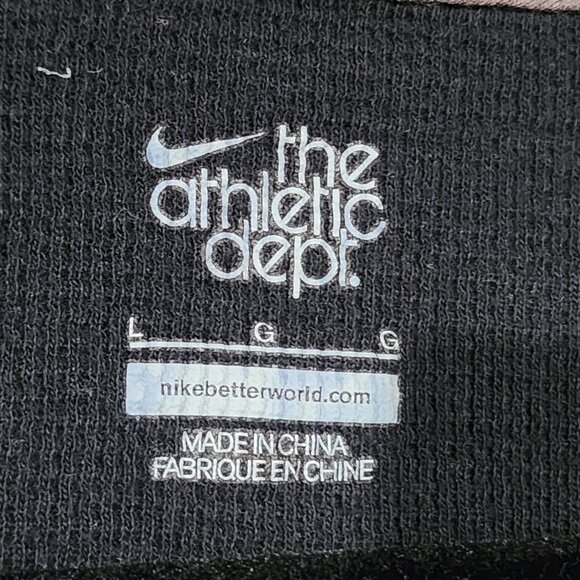 the
athletic
dept.
L G G
nikebetterworld.com
MADE IN CHINA
FABRIQUE EN CHINE